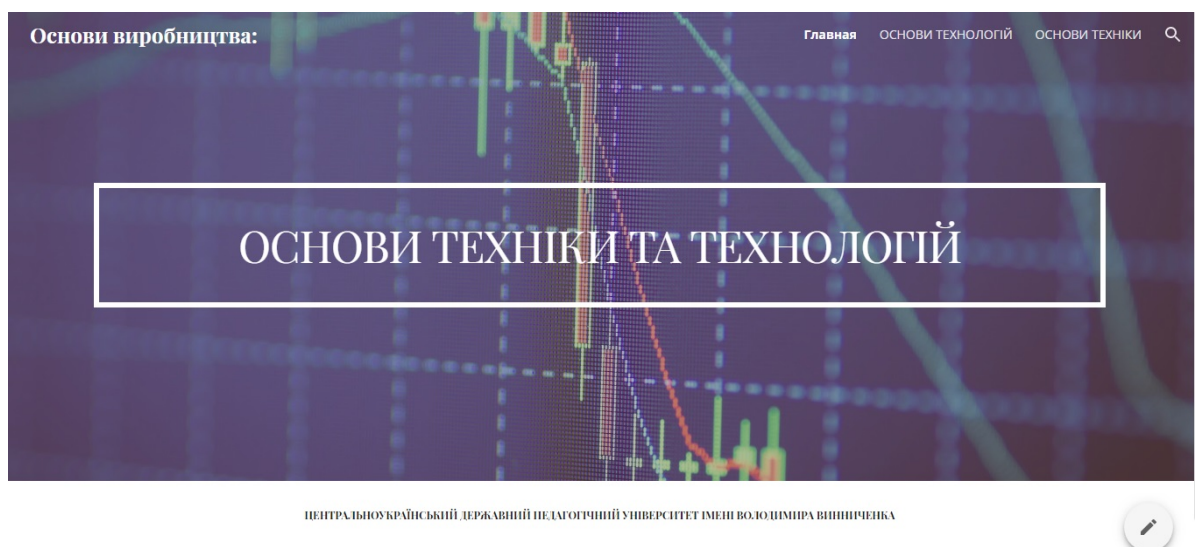 Основи виробництва:
Главная ОСНОВИ ТЕХНОЛОГІЙ ОСНОВИ ТЕХНІКИ
ОСНОВИ ТЕХНІКИ ТА ТЕХНОЛОГІЙ
ЦЕНТРАЛЬНОУКРАЇНСЬКИЙ ДЕРЖАВНИЙ ПЕДАГОГІЧНИЙ УНІВЕРСИТЕТ ІМЕНІ ВОЛОДИМИРА ВИННИЧЕНКА